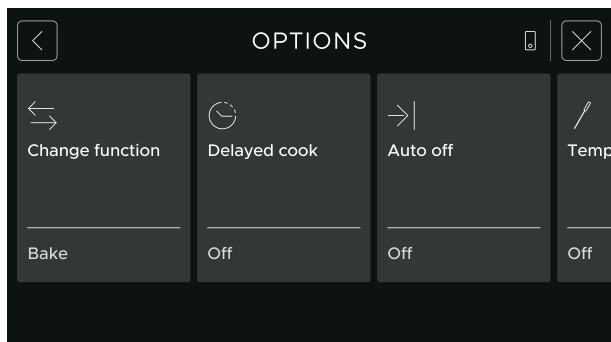 OPTIONS
Change function
Delayed cook
Auto off
Temp
Bake
Off
Off
Off